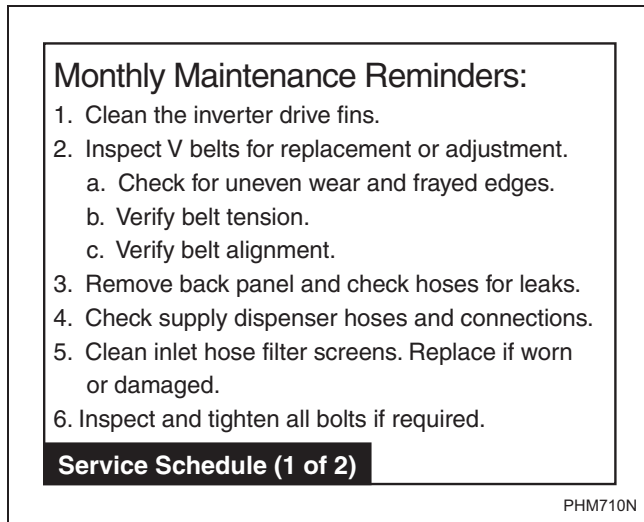 Monthly Maintenance Reminders:
1. Clean the inverter drive fins.
2. Inspect V belts for replacement or adjustment.
a. Check for uneven wear and frayed edges.
b. Verify belt tension.
c. Verify belt alignment.
3. Remove back panel and check hoses for leaks.
4. Check supply dispenser hoses and connections.
5. Clean inlet hose filter screens. Replace if worn
or damaged.
6. Inspect and tighten all bolts if required.
Service Schedule (1 of 2)
PHM710N